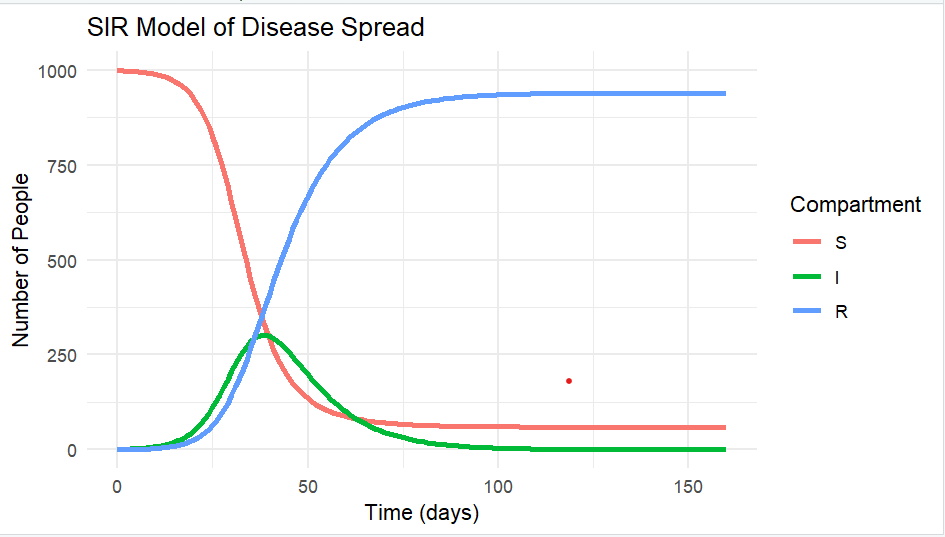 SIR Model of Disease Spread
1000
750
500
250
0
Number of People
0 50 100 150
Time (days)
Compartment
S
I
R